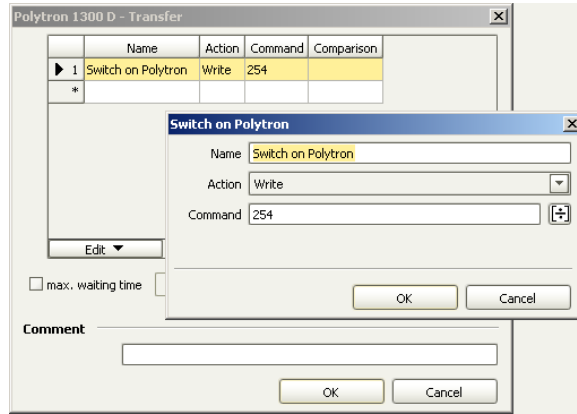 Polytron 1300 D - Transfer
Name Action Command Comparison
1 Switch on Polytron Write 254
*
Switch on Polytron
Name Switch on Polytron
Action Write
Command 254
Edit
max. waiting time
OK Cancel
Comment
OK Cancel